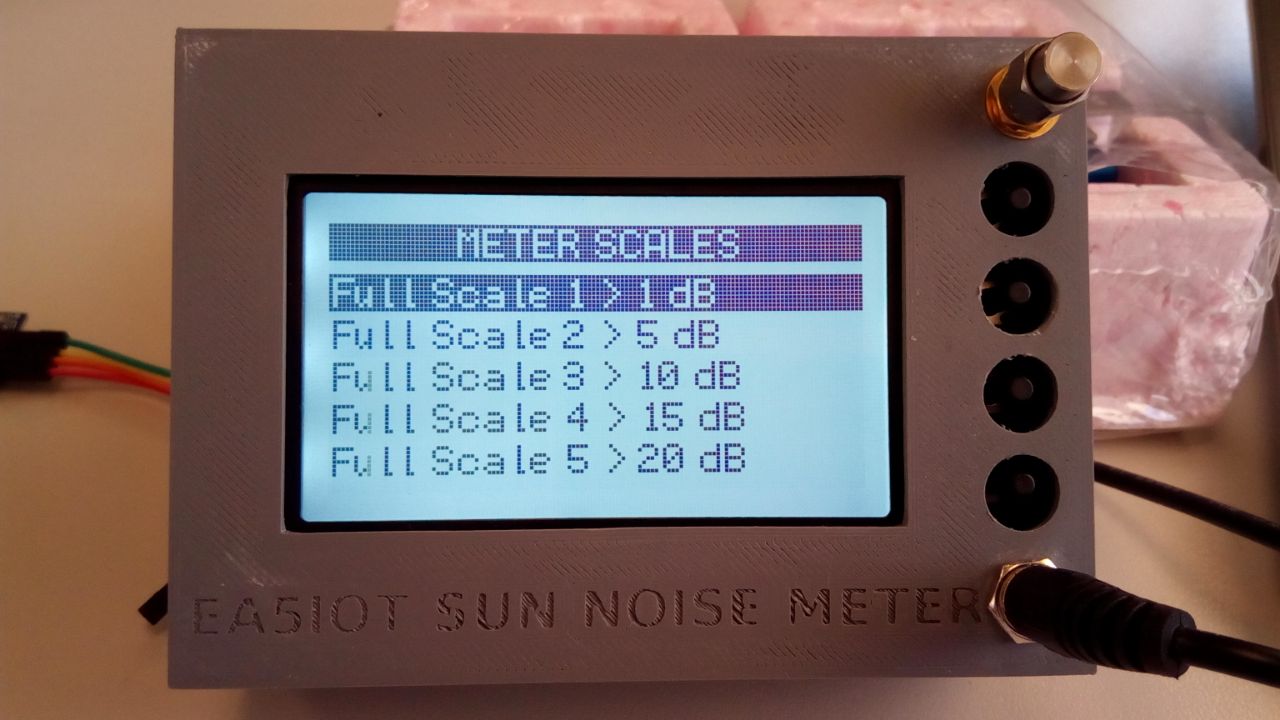 METER SCALES
Full Scale 1 > 1 dB
Full Scale 2 > 5 dB
Full Scale 3 > 10 dB
Full Scale 4 > 15 dB
Full Scale 5 > 20 dB
EA5IOT SUN NOISE METER